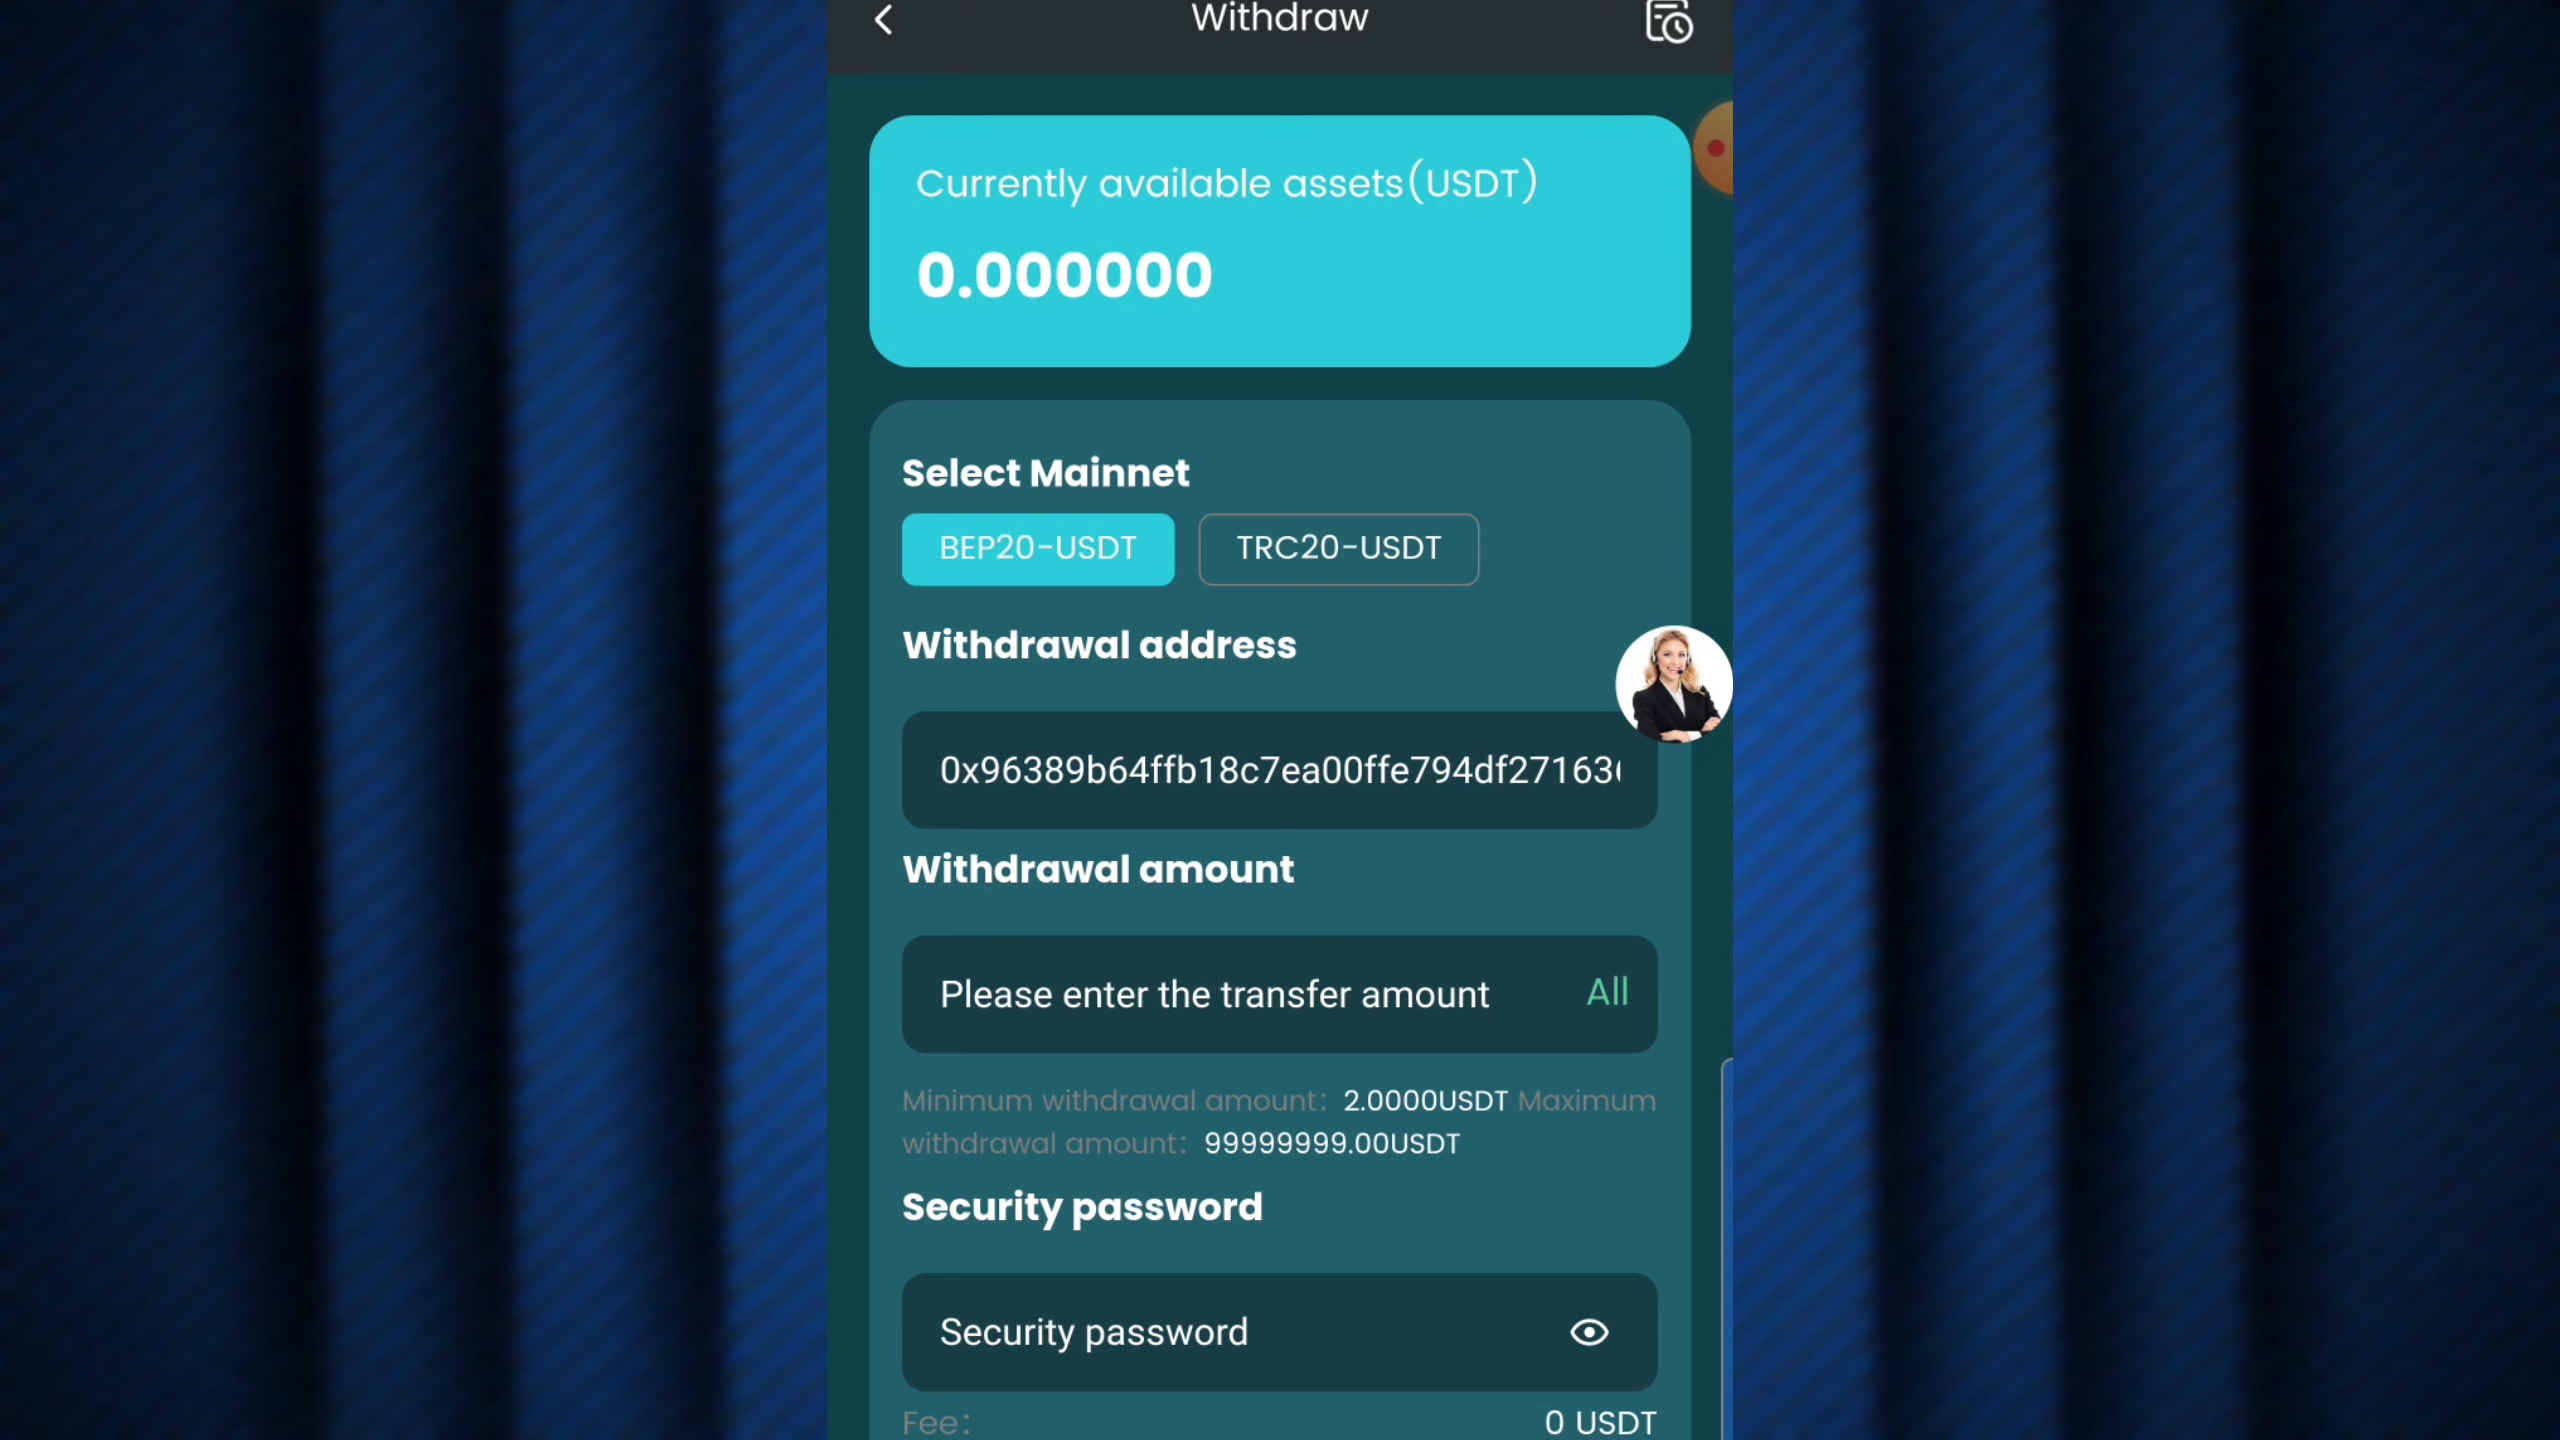 Withdraw
Currently available assets(USDT)
0.000000
Select Mainnet
BEP20-USDT TRC20-USDT
Withdrawal address
0x96389b64ffb18c7ea00ffe794df27163
Withdrawal amount
Please enter the transfer amount All
Minimum withdrawal amount: 2.0000USDT Maximum
withdrawal amount: 99999999.00USDT
Security password
Security password
Fee: 0 USDT